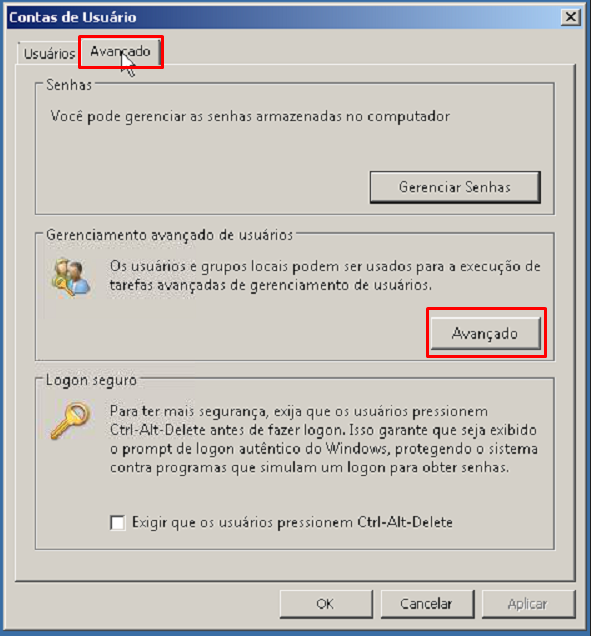 Contas de Usuário
Usuários
Avançado
Senhas
Você pode gerenciar as senhas armazenadas no computador
Gerenciar Senhas
Gerenciamento avançado de usuários
Os usuários e grupos locais podem ser usados para a execução de
tarefas avançadas de gerenciamento de usuários.
Avançado
Logon seguro
Para ter mais segurança, exija que os usuários pressionem
Ctrl-Alt-Delete antes de fazer logon. Isso garante que seja exibido
o prompt de logon autêntico do Windows, protegendo o sistema
contra programas que simulam um logon para obter senhas.
Exigir que os usuários pressionem Ctrl-Alt-Delete
OK
Cancelar
Aplicar